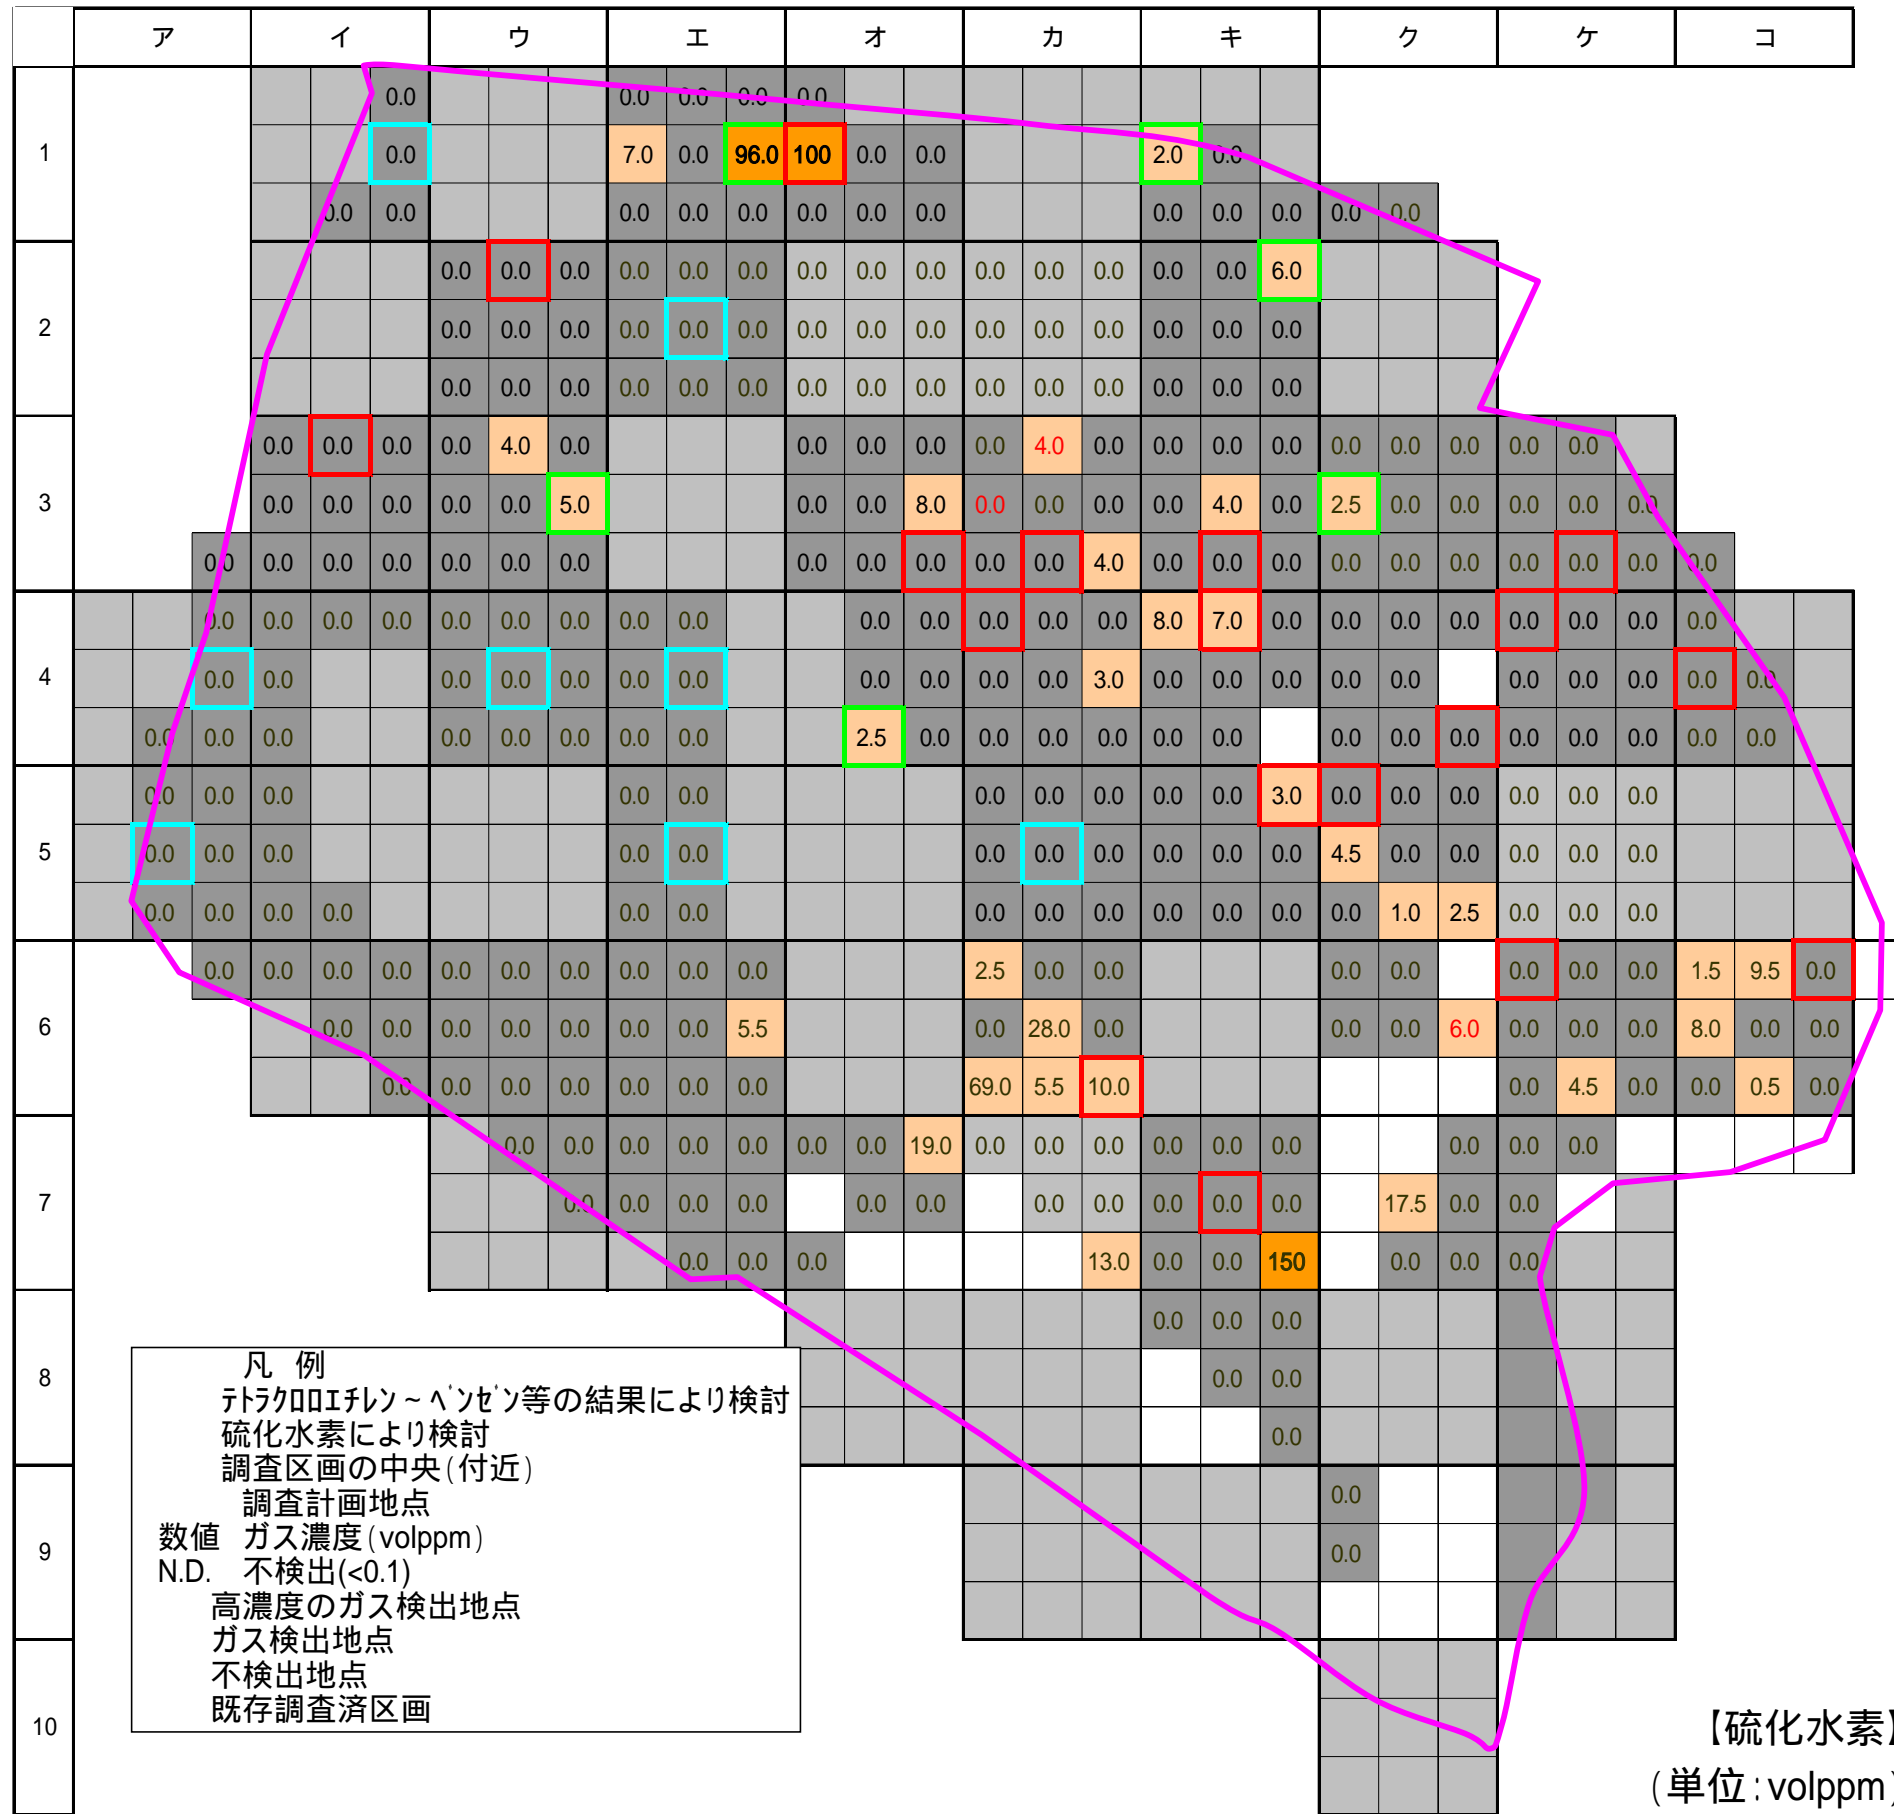 ア イ ウ エ オ カ キ ク ケ コ
0.0 0.0 0.0 0.0 0.0
1 0.0 7.0 0.0 96.0 100 0.0 0.0 2.0 0.0
0.0 0.0 0.0 0.0 0.0 0.0 0.0 0.0 0.0 0.0 0.0 0.0 0.0
0.0 0.0 0.0 0.0 0.0 0.0 0.0 0.0 0.0 0.0 0.0 0.0 0.0 0.0 6.0
2 0.0 0.0 0.0 0.0 0.0 0.0 0.0 0.0 0.0 0.0 0.0 0.0 0.0 0.0 0.0
0.0 0.0 0.0 0.0 0.0 0.0 0.0 0.0 0.0 0.0 0.0 0.0 0.0 0.0 0.0
0.0 0.0 0.0 0.0 4.0 0.0 0.0 0.0 0.0 0.0 4.0 0.0 0.0 0.0 0.0 0.0 0.0 0.0 0.0 0.0
3 0.0 0.0 0.0 0.0 0.0 5.0 0.0 0.0 8.0 0.0 0.0 0.0 0.0 4.0 0.0 2.5 0.0 0.0 0.0 0.0 0.0
0.0 0.0 0.0 0.0 0.0 0.0 0.0 0.0 0.0 0.0 0.0 0.0 4.0 0.0 0.0 0.0 0.0 0.0 0.0 0.0 0.0 0.0 0.0
0.0 0.0 0.0 0.0 0.0 0.0 0.0 0.0 0.0 0.0 0.0 0.0 0.0 0.0 8.0 7.0 0.0 0.0 0.0 0.0 0.0 0.0 0.0 0.0
4 0.0 0.0 0.0 0.0 0.0 0.0 0.0 0.0 0.0 0.0 0.0 3.0 0.0 0.0 0.0 0.0 0.0 0.0 0.0 0.0 0.0 0.0
0.0 0.0 0.0 0.0 0.0 0.0 0.0 0.0 2.5 0.0 0.0 0.0 0.0 0.0 0.0 0.0 0.0 0.0 0.0 0.0 0.0 0.0 0.0
0.0 0.0 0.0 0.0 0.0 0.0 0.0 0.0 0.0 0.0 3.0 0.0 0.0 0.0 0.0 0.0 0.0
5 0.0 0.0 0.0 0.0 0.0 0.0 0.0 0.0 0.0 0.0 0.0 4.5 0.0 0.0 0.0 0.0 0.0
0.0 0.0 0.0 0.0 0.0 0.0 0.0 0.0 0.0 0.0 0.0 0.0 0.0 1.0 2.5 0.0 0.0 0.0
0.0 0.0 0.0 0.0 0.0 0.0 0.0 0.0 0.0 0.0 2.5 0.0 0.0 0.0 0.0 0.0 0.0 0.0 1.5 9.5 0.0
6 0.0 0.0 0.0 0.0 0.0 0.0 0.0 5.5 0.0 28.0 0.0 0.0 0.0 6.0 0.0 0.0 0.0 8.0 0.0 0.0
0.0 0.0 0.0 0.0 0.0 0.0 0.0 69.0 5.5 10.0 0.0 4.5 0.0 0.0 0.5 0.0
0.0 0.0 0.0 0.0 0.0 0.0 0.0 19.0 0.0 0.0 0.0 0.0 0.0 0.0 0.0 0.0 0.0
7 0.0 0.0 0.0 0.0 0.0 0.0 0.0 0.0 0.0 0.0 0.0 17.5 0.0 0.0
0.0 0.0 0.0 13.0 0.0 0.0 150 0.0 0.0 0.0
0.0 0.0 0.0
8 0.0 0.0
0.0
0.0
9 0.0
10
凡 例
テトラクロロエチレン~ベンゼン等の結果により検討
硫化水素により検討
調査区画の中央(付近)
調査計画地点
数値 ガス濃度(volppm)
N.D. 不検出(<0.1)
高濃度のガス検出地点
ガス検出地点
不検出地点
既存調査済区画
【硫化水素】
(単位:volppm)